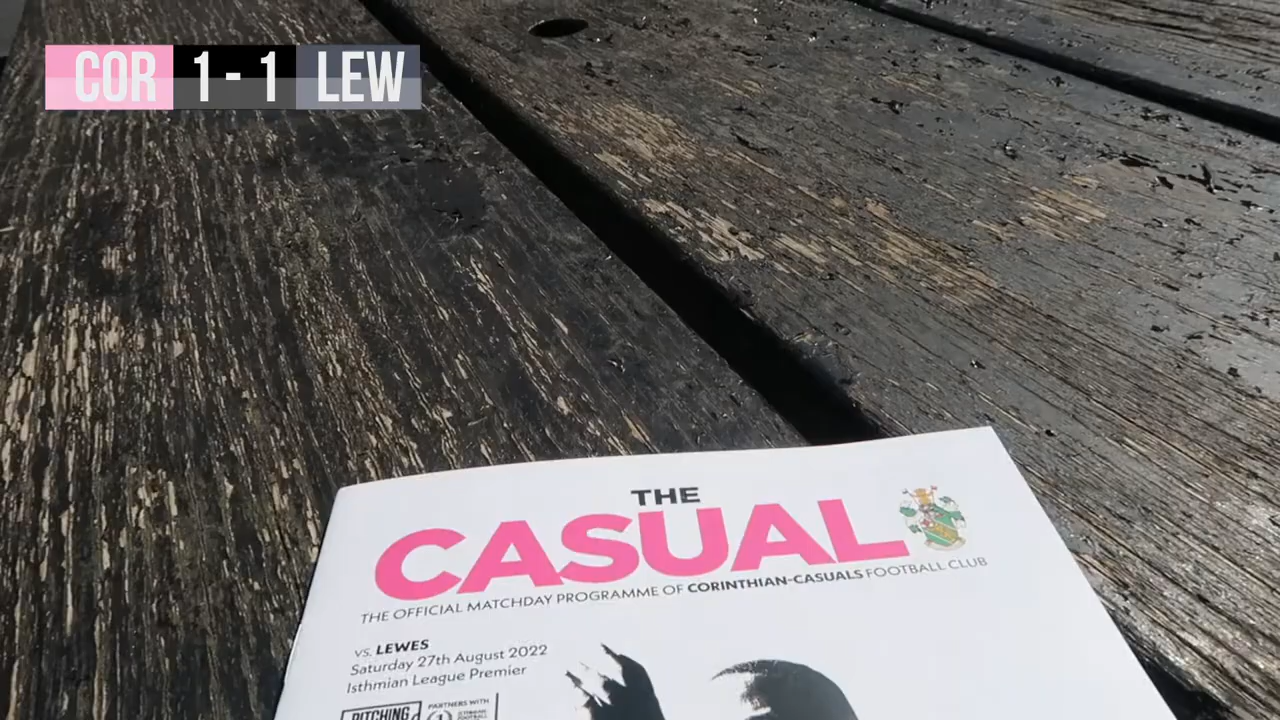 COR 1 - 1 LEW
THE
CASUAL
THE OFFICIAL MATCHDAY PROGRAMME OF CORINTHIAN-CASUALS FOOTBALL CLUB
vs. LEWES
Saturday 27th August 2022
Isthmian League Premier
PITCHING
PARTNERS WITH